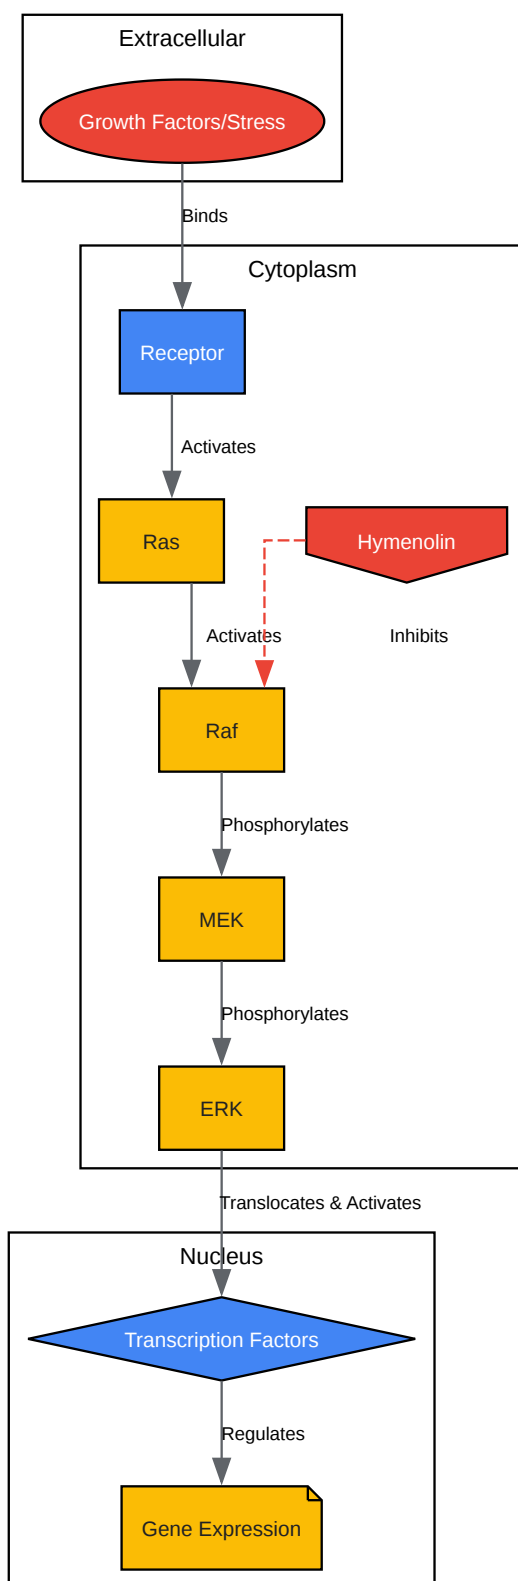 Extracellular
Growth Factors/Stress
Binds
Cytoplasm
Receptor
Activates
Ras
Hymenolin
Activates
Inhibits
Raf
Phosphorylates
MEK
Phosphorylates
ERK
Translocates & Activates
Nucleus
Transcription Factors
Regulates
Gene Expression